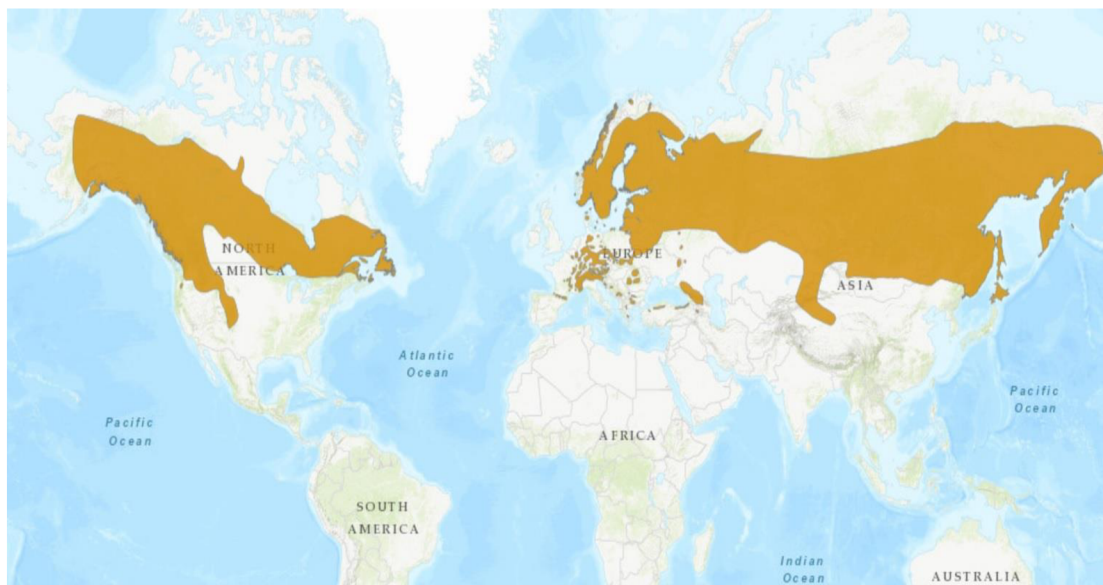 NORTH
AMERICA
EUROPE
ASIA
Atlantic
Ocean
Pacific
Ocean
Pacific
Ocean
AFRICA
SOUTH
AMERICA
Indian
Ocean
AUSTRALIA